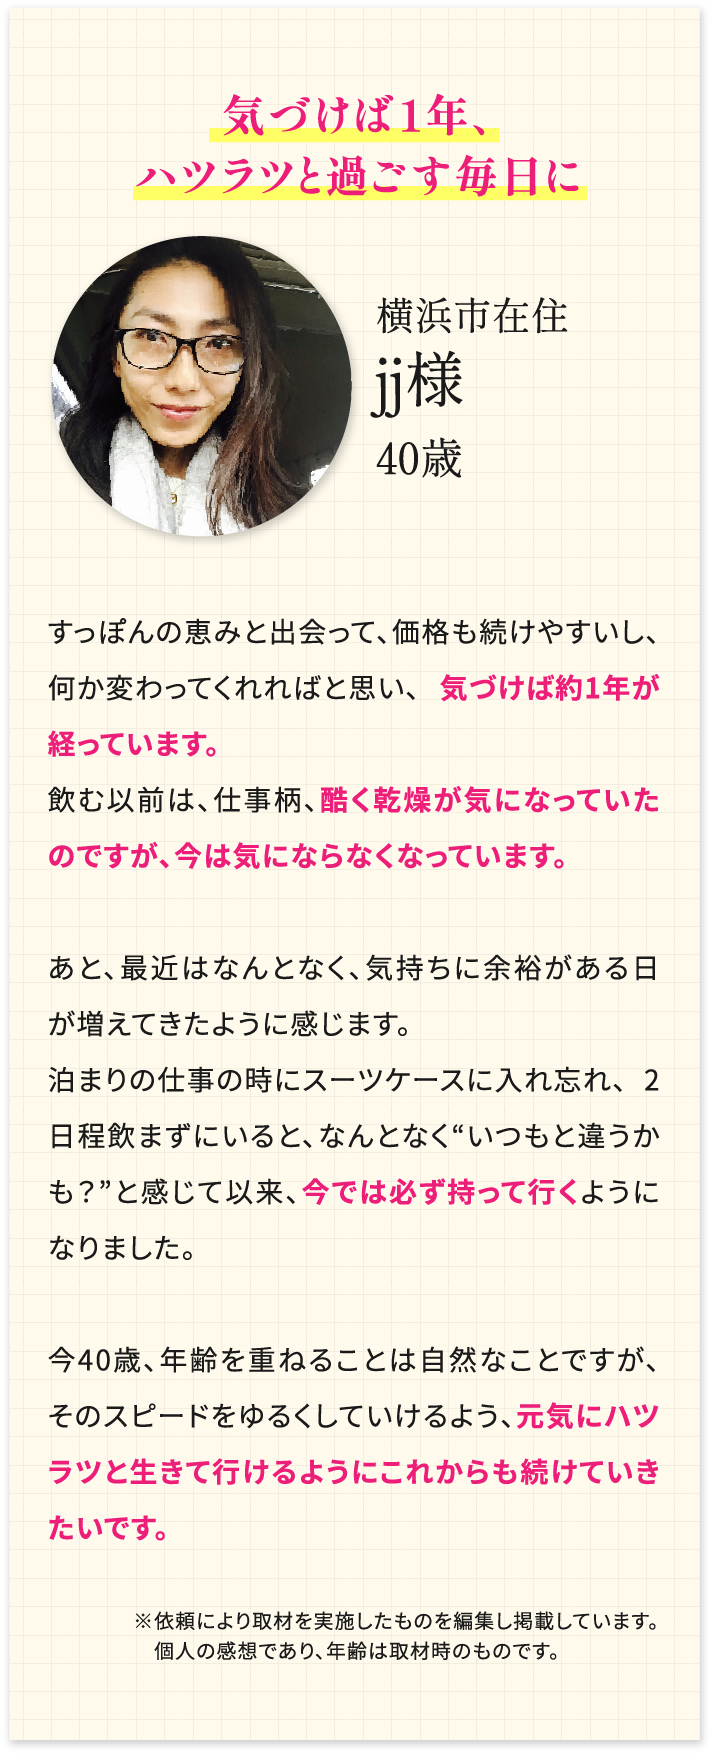 気づけば1年、
ハツラツと過ごす毎日に
横浜市在住
jj様
40歳
すっぽんの恵みと出会って、価格も続けやすいし、
何か変わってくれればと思い、 気づけば約1年が
経っています。
飲む以前は、仕事柄、酷く乾燥が気になっていた
のですが、今は気にならなくなっています。
あと、最近はなんとなく、気持ちに余裕がある日
が増えてきたように感じます。
泊まりの仕事の時にスーツケースに入れ忘れ、 2
日程飲まずにいると、なんとなく“いつもと違うか
も？”と感じて以来、今では必ず持って行くように
なりました。
今40歳、年齢を重ねることは自然なことですが、
そのスピードをゆるくしていけるよう、元気にハツ
ラツと生きて行けるようにこれからも続けていき
たいです。
※依頼により取材を実施したものを編集し掲載しています。
個人の感想であり、年齢は取材時のものです。